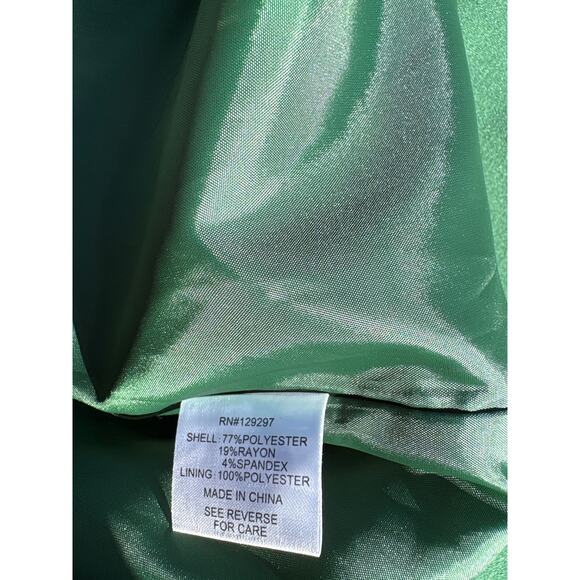 RN#129297
SHELL:77%POLYESTER
19%RAYON
4%SPANDEX
LINING:100%POLYESTER
MADE IN CHINA
SEE REVERSE
FOR CARE